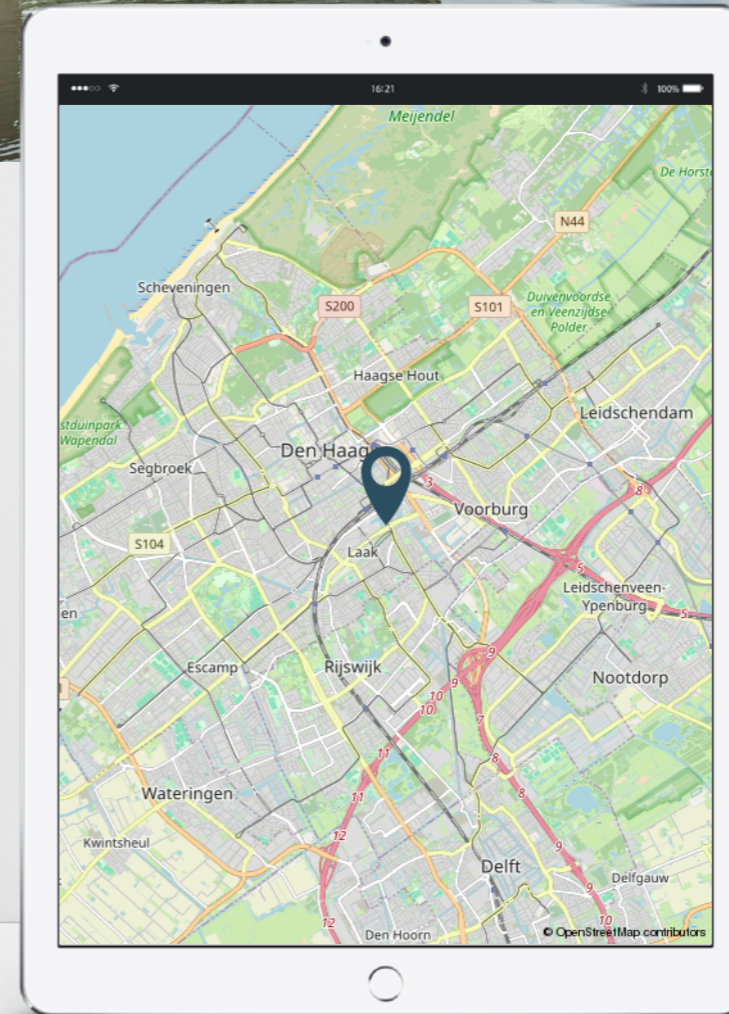 16:21
100%
Meijendel
De Horste
N44
Scheveningen
S200
S101
Duivenvoordse
en Veenzijdse
Polder
Haagse Hout
Leidschendam
stduinpark
Wapendal
Den Haag
Segbroek
3
8
Voorburg
S104
Laak
5
Leidschenveen-
Ypenburg
5
en
9
Escamp
Rijswijk
9
10
10
Nootdorp
7
11
8
Wateringen
11
8
12
Kwintsheul
9
Delft
Delfgauw
9
12
10
Den Hoorn
© OpenStreetMap contributors